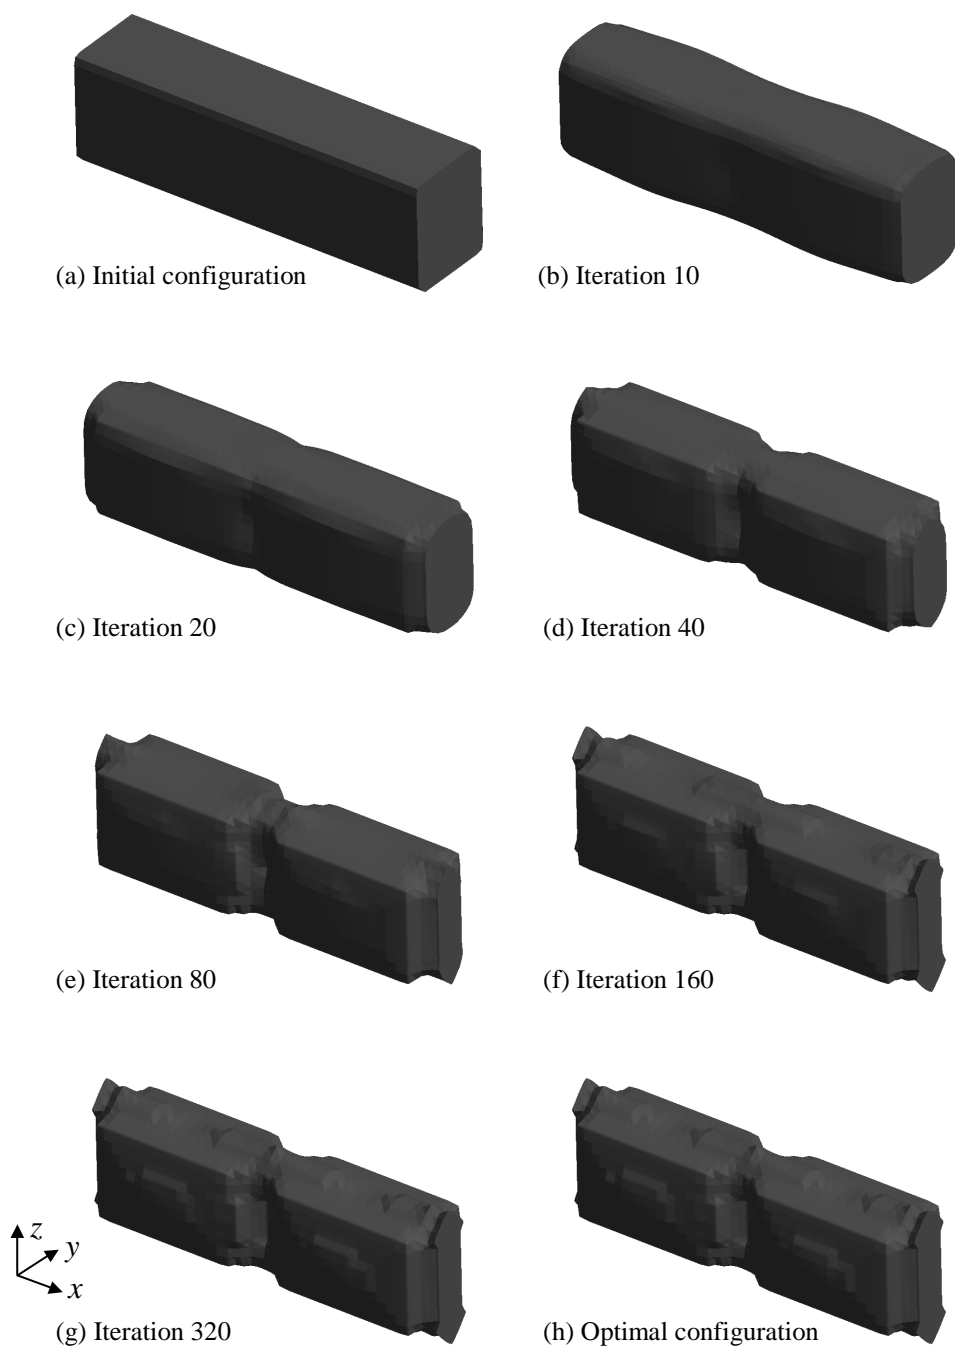 (a) Initial configuration
(b) Iteration 10
(c) Iteration 20
(d) Iteration 40
(e) Iteration 80
(f) Iteration 160
z
y
x
(g) Iteration 320
(h) Optimal configuration